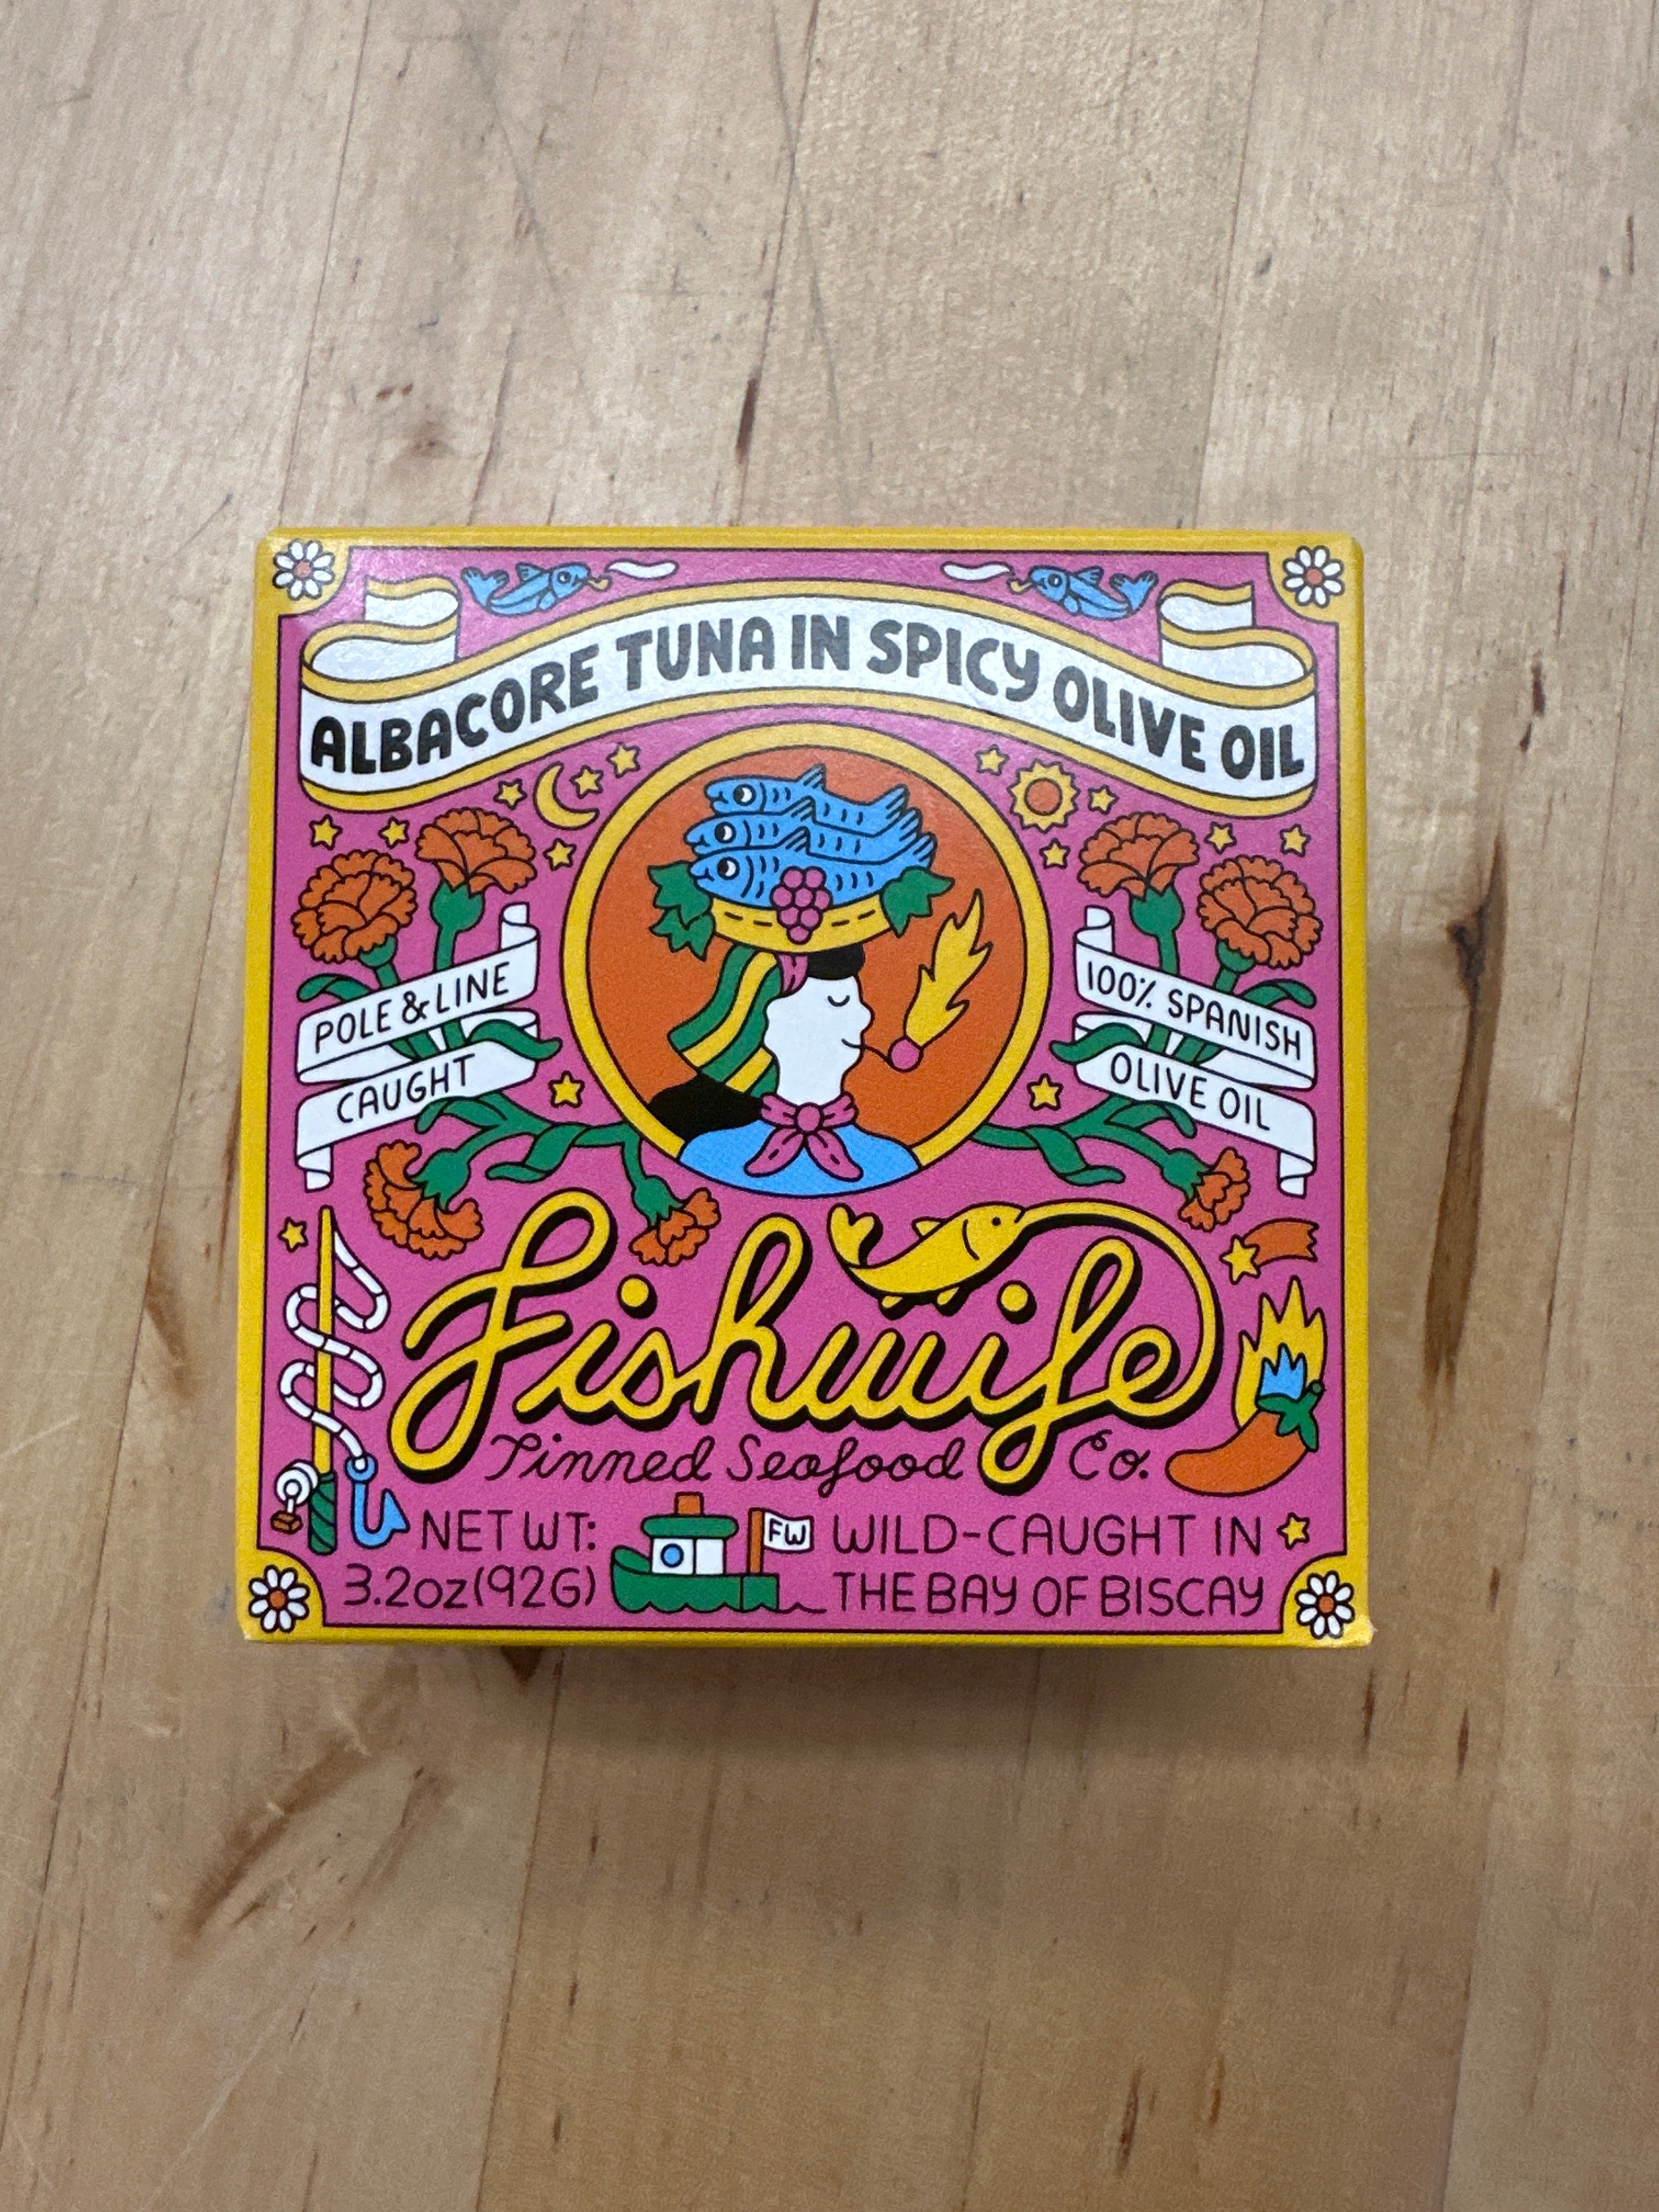 ALBACORE TUNA IN SPICY OLIVE OIL
POLE & LINE
CAUGHT
100% SPANISH
OLIVE OIL
Fishwife
Tinned Seafood Co.
NET WT:
3.2oz(92G)
FW
WILD-CAUGHT IN
THE BAY OF BISCAY